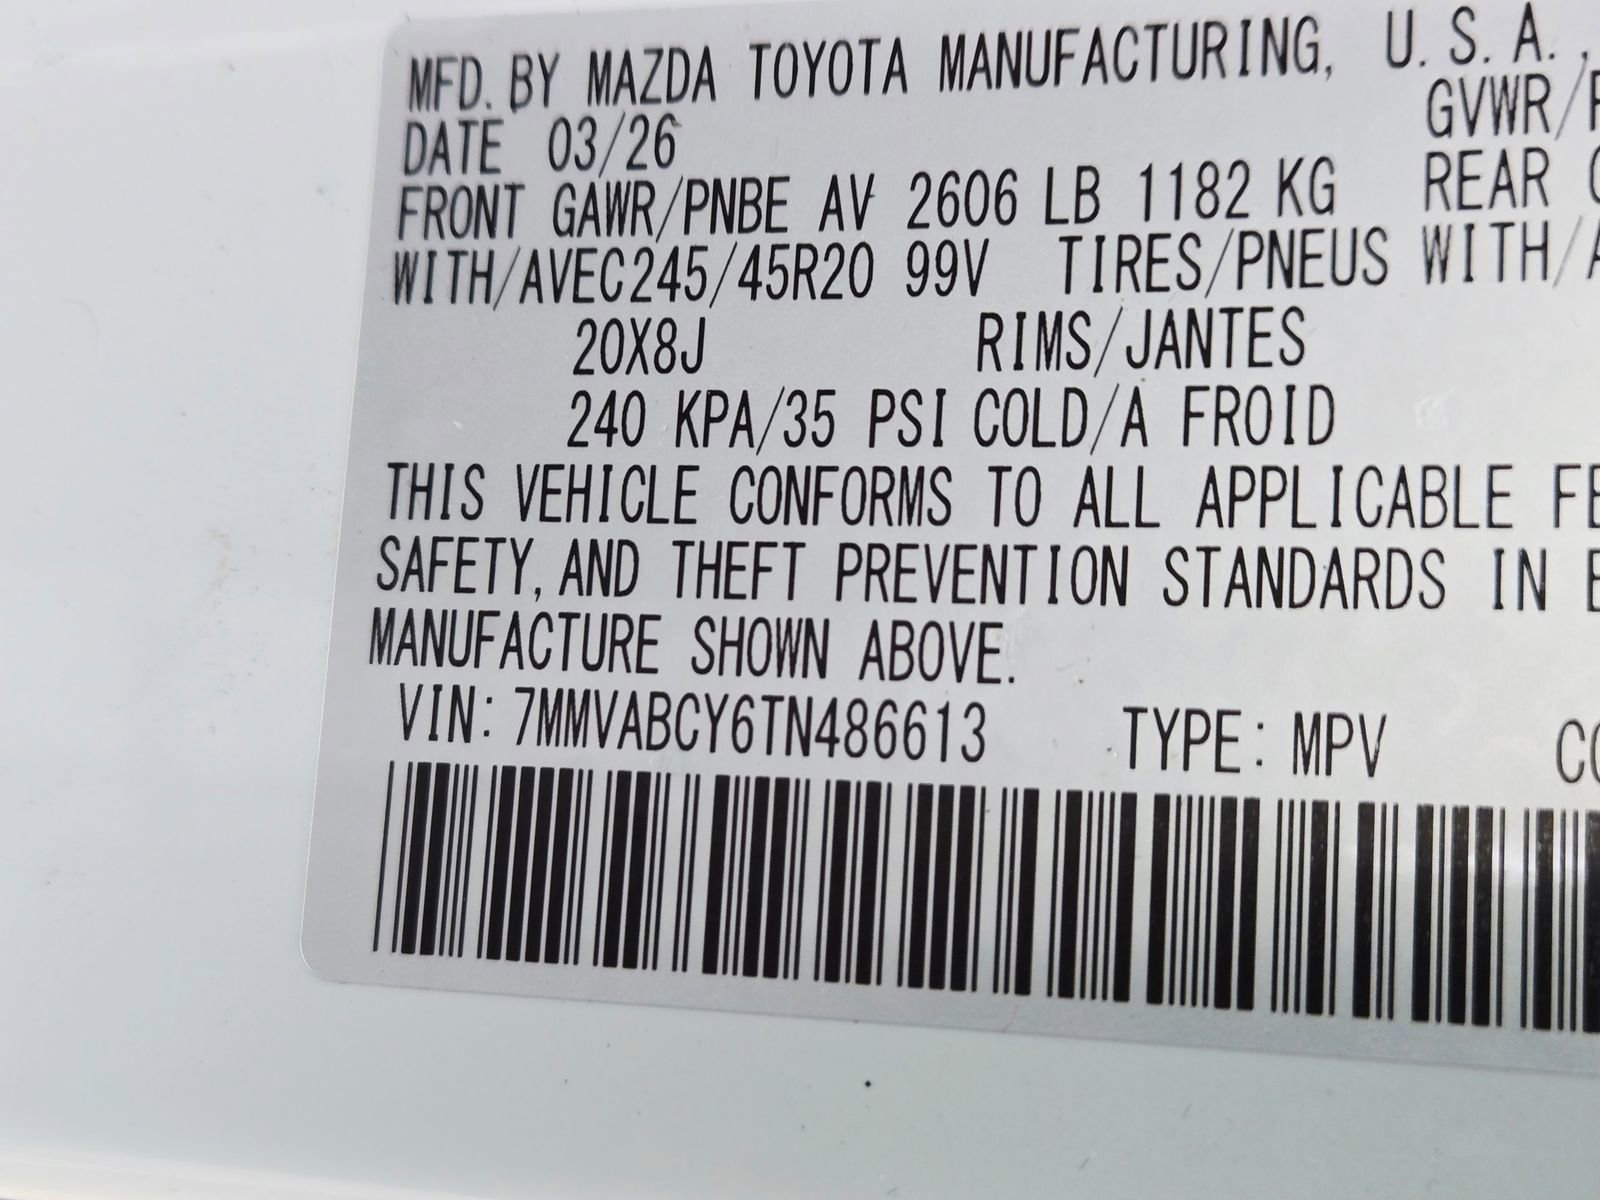 MFD. BY MAZDA TOYOTA MANUFACTURING, U.S.A.,
DATE 03/26 GVWR/
FRONT GAWR/PNBE AV 2606 LB 1182 KG REAR
WITH/AVEC245/45R20 99V TIRES/PNEUS WITH/A
20X8J RIMS/JANTES
240 KPA/35 PSI COLD/A FROID
THIS VEHICLE CONFORMS TO ALL APPLICABLE FE
SAFETY, AND THEFT PREVENTION STANDARDS IN
MANUFACTURE SHOWN ABOVE.
VIN: 7MMVABCY6TN486613 TYPE: MPV